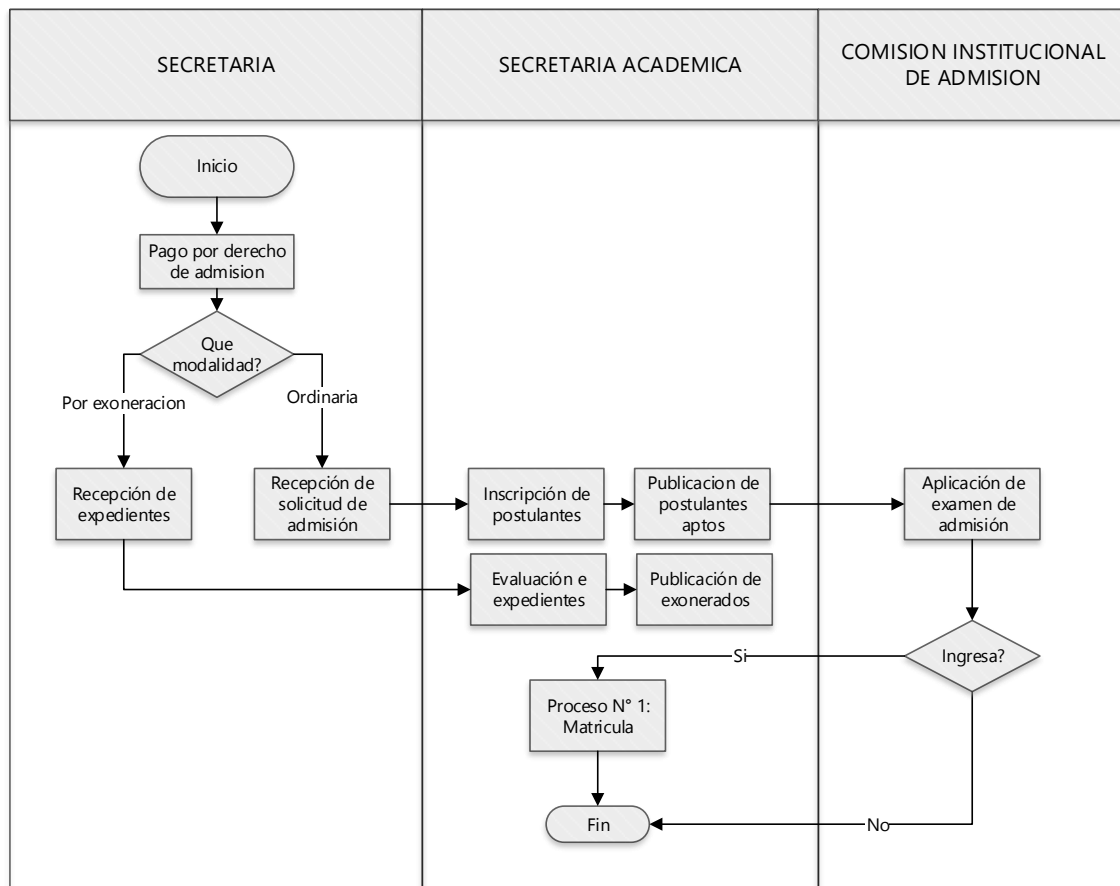 SECRETARIA
SECRETARIA ACADEMICA
COMISION INSTITUCIONAL
DE ADMISION
Inicio
Pago por derecho
de admision
Que
modalidad?
Por exoneracion
Ordinaria
Recepción de
expedientes
Recepción de
solicitud de
admisión
Inscripción de
postulantes
Publicacion de
postulantes
aptos
Aplicación de
examen de
admisión
Evaluación e
expedientes
Publicación de
exonerados
Ingresa?
Si
Proceso N° 1:
Matricula
Fin
No